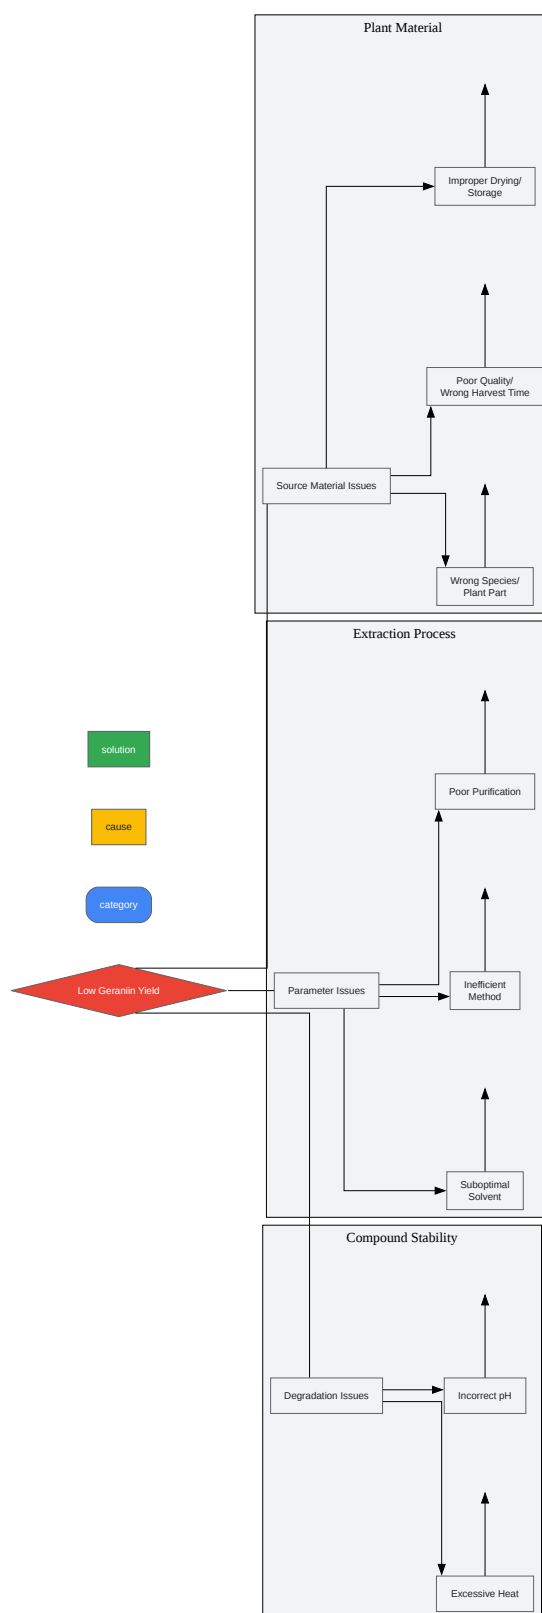 Plant Material
Improper Drying/
Storage
Poor Quality/
Wrong Harvest Time
Source Material Issues
Wrong Species/
Plant Part
Extraction Process
solution
Poor Purification
cause
category
Low Geraniin Yield
Parameter Issues
Inefficient
Method
Suboptimal
Solvent
Compound Stability
Degradation Issues
Incorrect pH
Excessive Heat